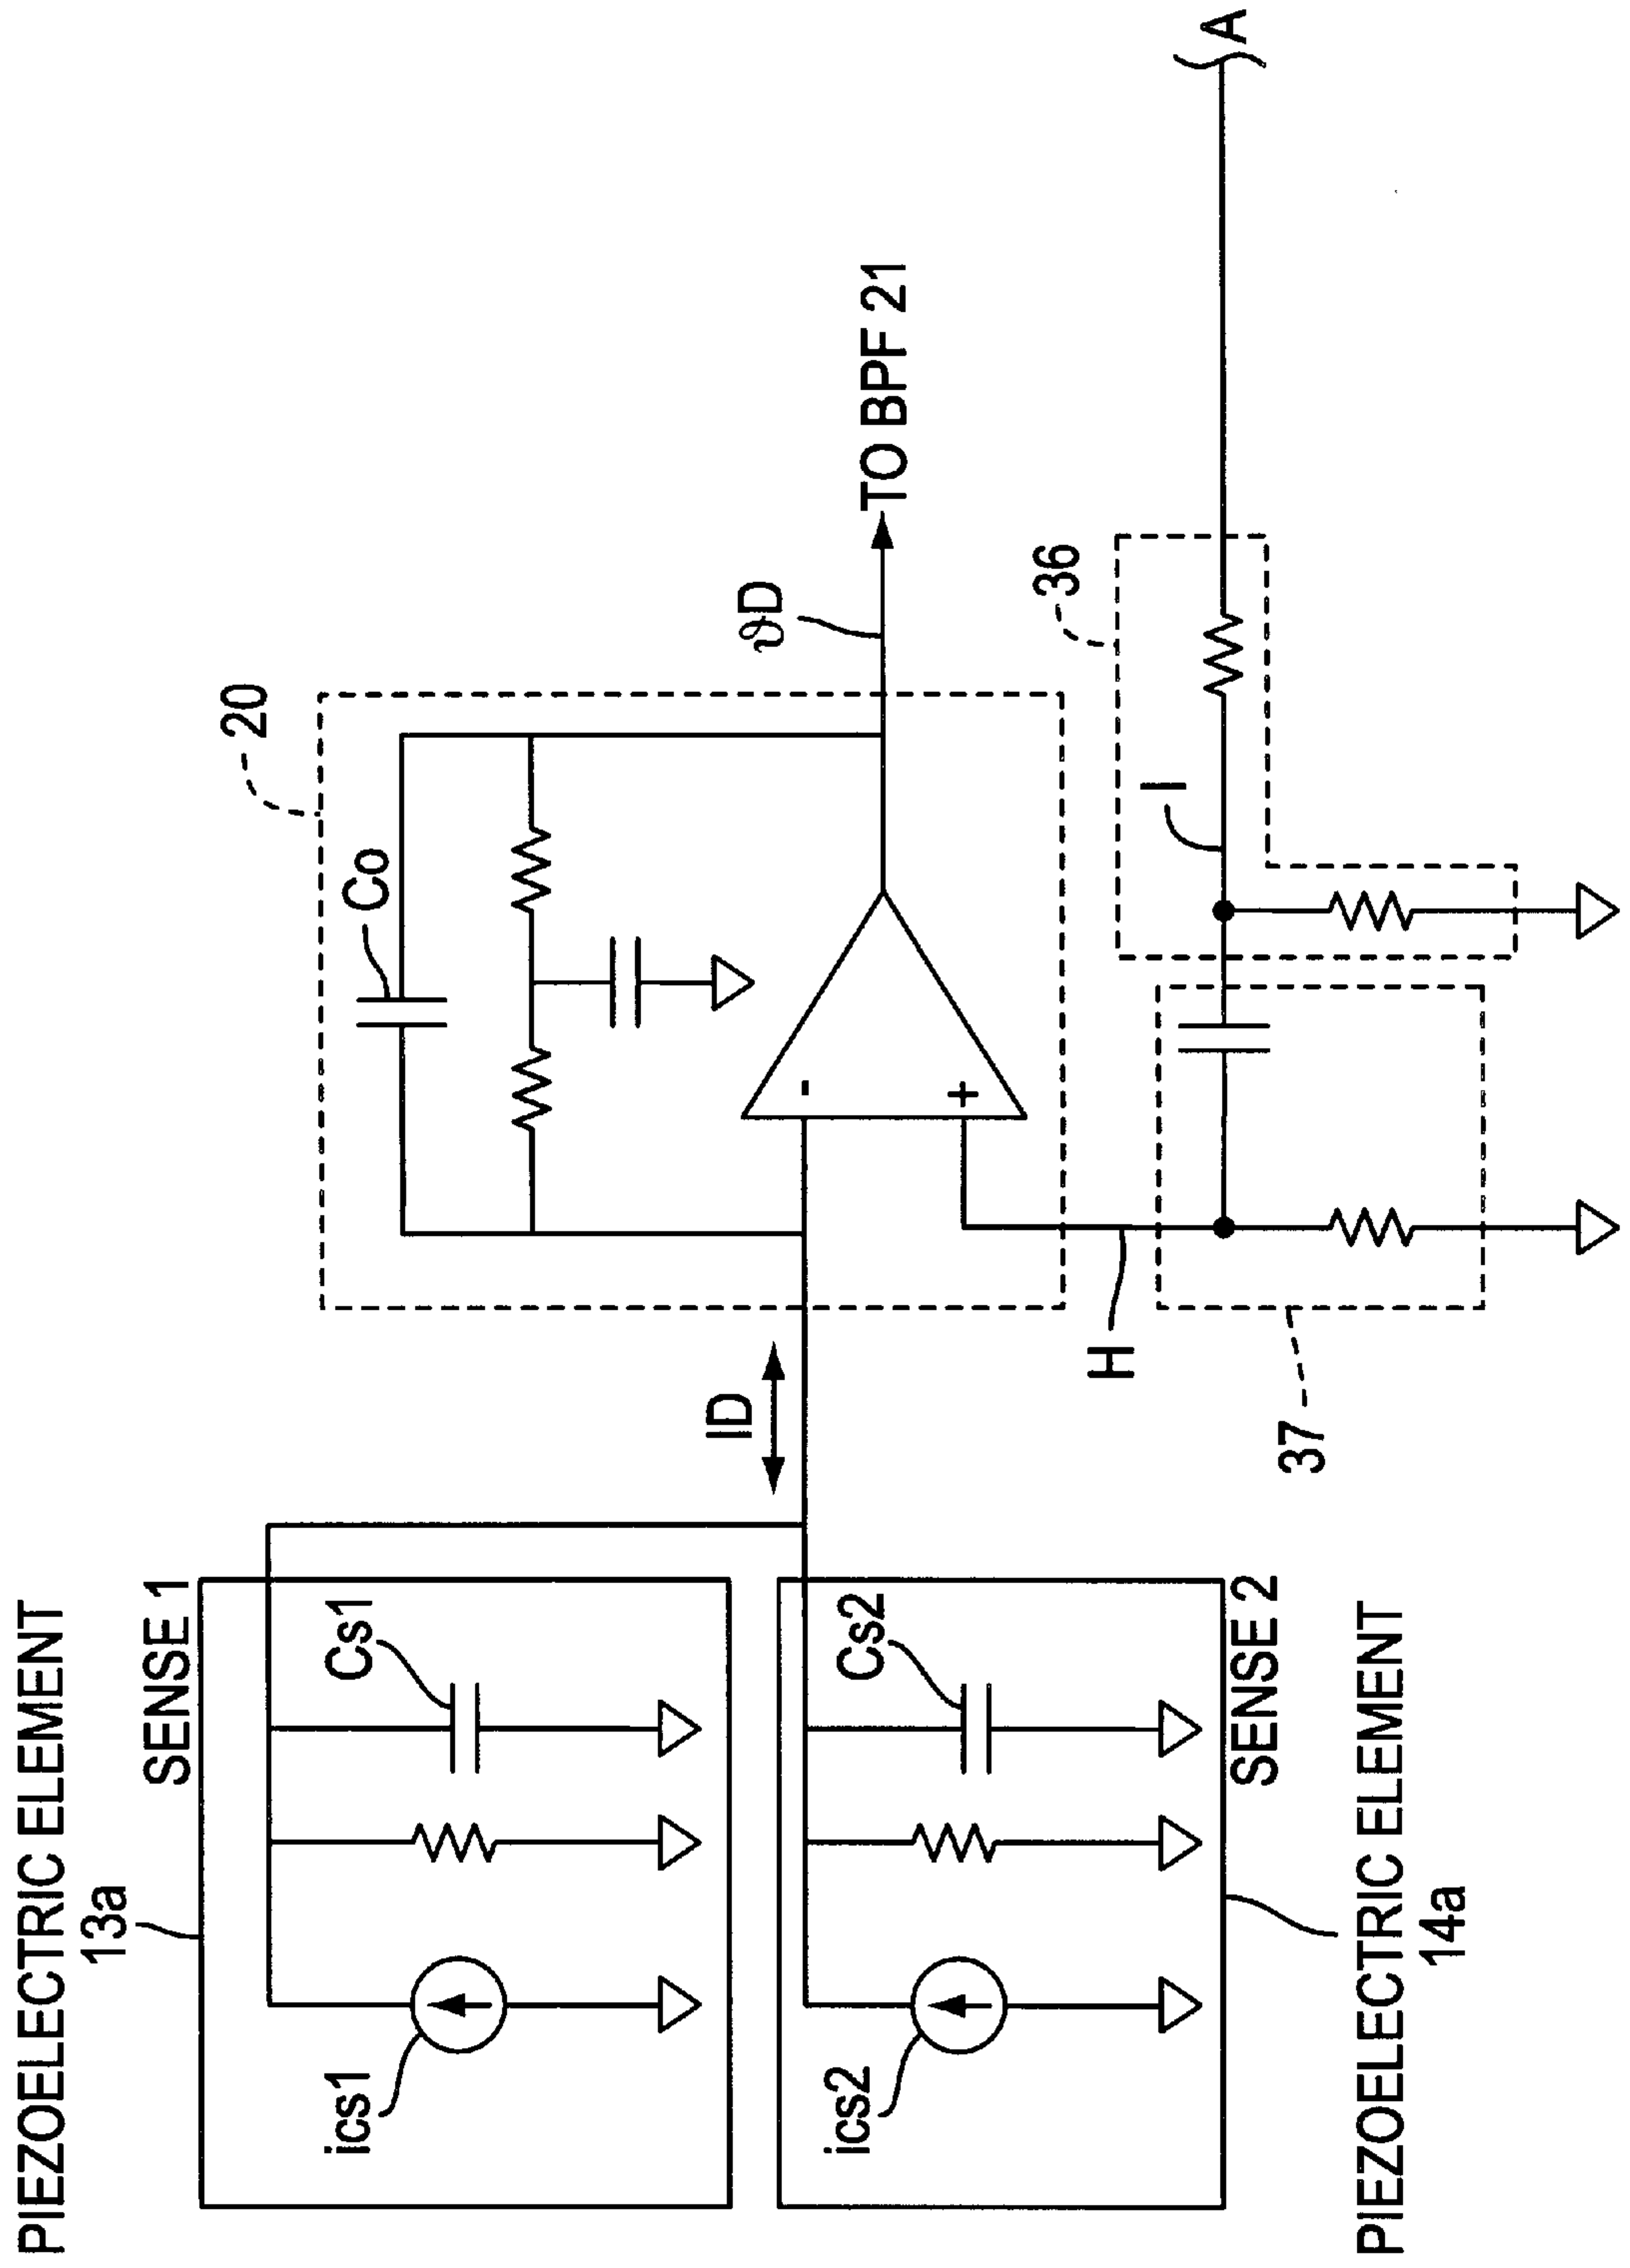 PIEZOELECTRIC ELEMENT
13a
SENSE 1
ics1
Cs1
ics2
Cs2
SENSE 2
PIEZOELECTRIC ELEMENT
14a
ID
20
Co
-
+
ϑD
TO BPF 21
H
37
I
36
A